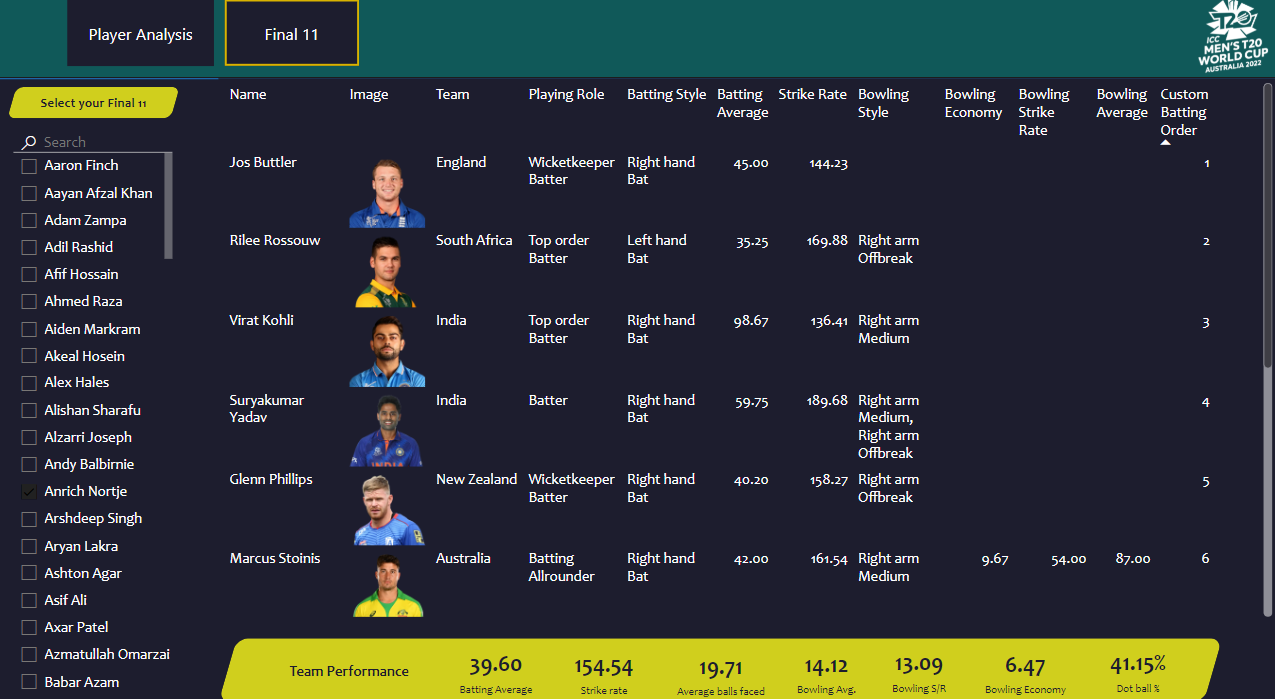 Player Analysis
Final 11
T20
ICC
MEN'S T20
WORLD CUP
AUSTRALIA 2022
Select your Final 11
Search
Aaron Finch
Aayan Afzal Khan
Adam Zampa
Adil Rashid
Afif Hossain
Ahmed Raza
Aiden Markram
Akeal Hosein
Alex Hales
Alishan Sharafu
Alzarri Joseph
Andy Balbirnie
Anrich Nortje
Arshdeep Singh
Aryan Lakra
Ashton Agar
Asif Ali
Axar Patel
Azmatullah Omarzai
Babar Azam
Name Image Team Playing Role Batting Style Batting Average Strike Rate Bowling Style Bowling Economy Bowling Strike Rate Bowling Average Custom Batting Order
Jos Buttler England Wicketkeeper Batter Right hand Bat 45.00 144.23 1
Rilee Rossouw South Africa Top order Batter Left hand Bat 35.25 169.88 Right arm Offbreak 2
Virat Kohli India Top order Batter Right hand Bat 98.67 136.41 Right arm Medium 3
Suryakumar Yadav India Batter Right hand Bat 59.75 189.68 Right arm Medium, Right arm Offbreak 4
INDIA
Glenn Phillips New Zealand Wicketkeeper Batter Right hand Bat 40.20 158.27 Right arm Offbreak 5
Marcus Stoinis Australia Batting Allrounder Right hand Bat 42.00 161.54 Right arm Medium 9.67 54.00 87.00 6
Team Performance
39.60 154.54 19.71 14.12 13.09 6.47 41.15%
Batting Average Strike rate Average balls faced Bowling Avg. Bowling S/R Bowling Economy Dot ball %